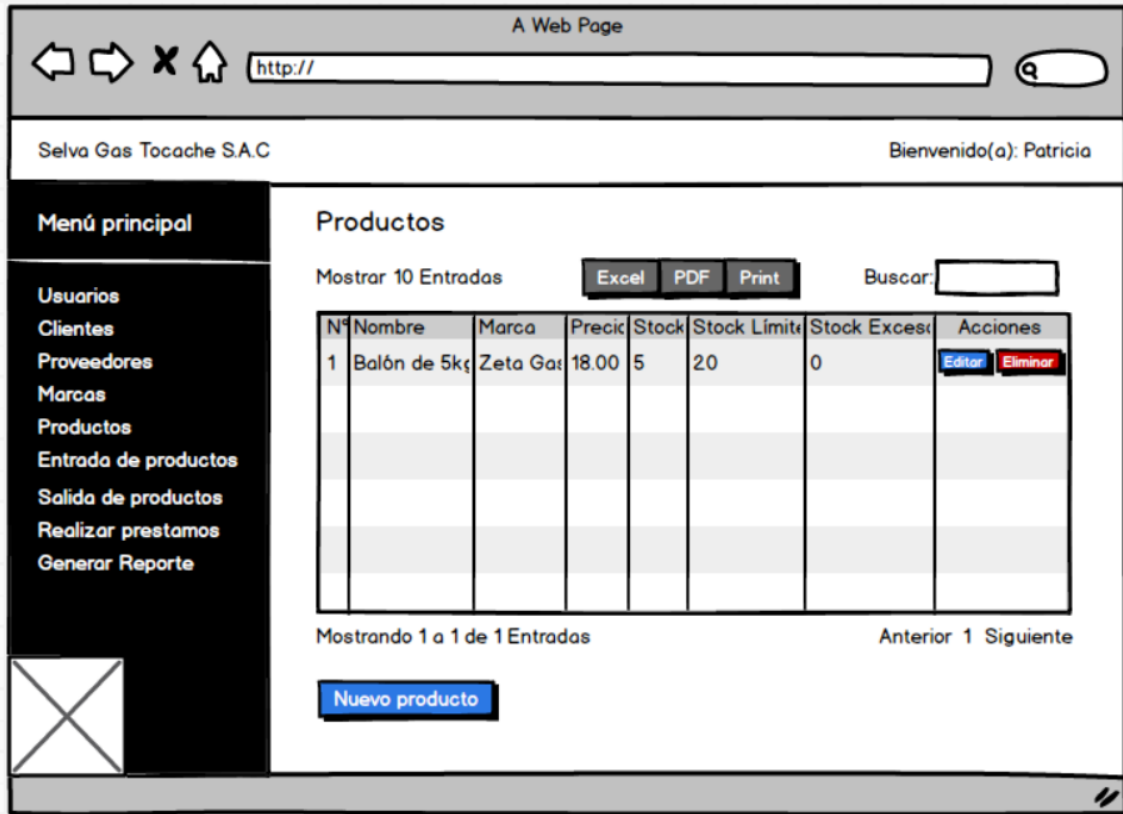 A Web Page
http://
Selva Gas Tocache S.A.C
Bienvenido(a): Patricia
Menú principal
Usuarios
Clientes
Proveedores
Marcas
Productos
Entrada de productos
Salida de productos
Realizar prestamos
Generar Reporte
Productos
Mostrar 10 Entradas
Excel PDF Print
Buscar:
Nº Nombre Marca Precio Stock Stock Límite Stock Exceso Acciones
1 Balón de 5kg Zeta Gas 18.00 5 20 0 Editar Eliminar
Mostrando 1 a 1 de 1 Entradas
Anterior 1 Siguiente
Nuevo producto